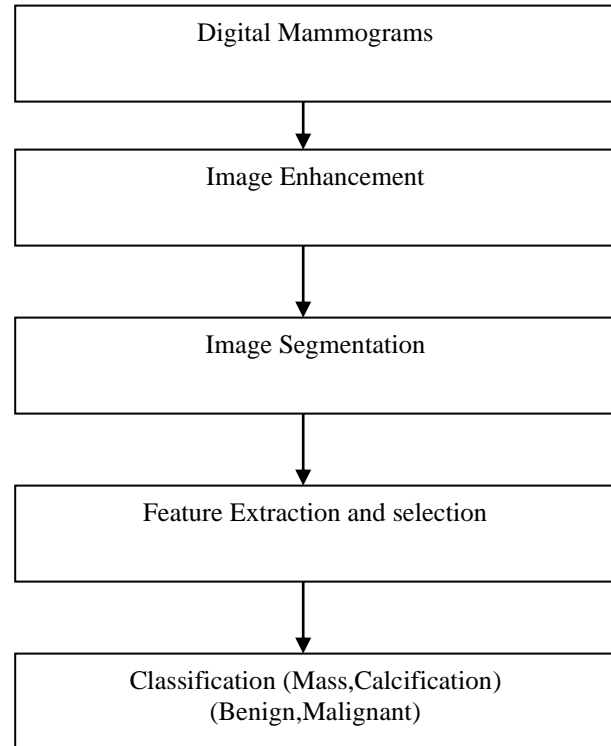 Digital Mammograms
Image Enhancement
Image Segmentation
Feature Extraction and selection
Classification (Mass,Calcification)
(Benign,Malignant)